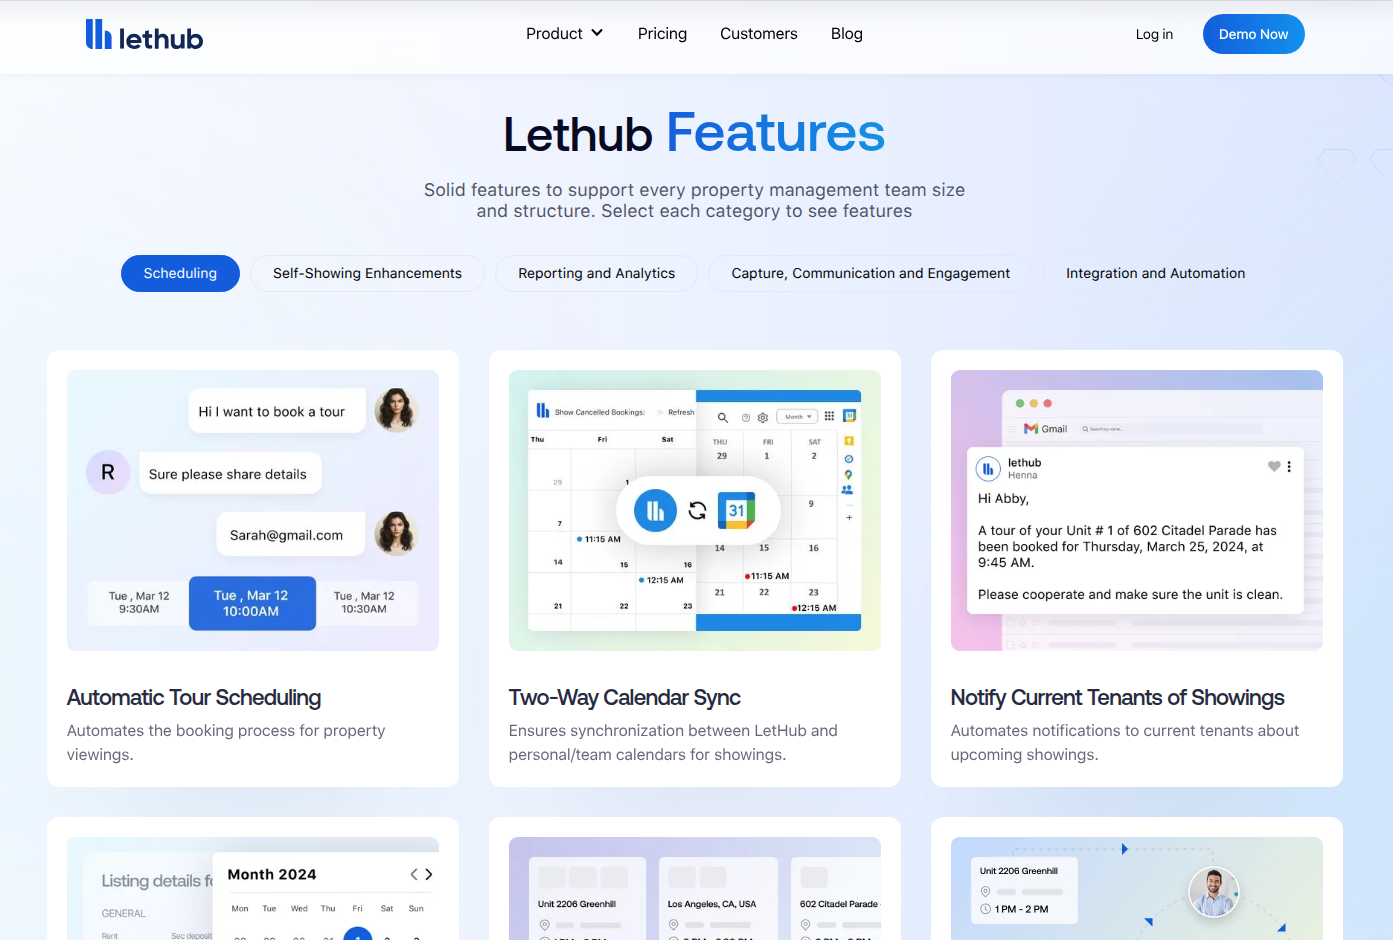 lethub
Product
Pricing
Customers
Blog
Log in
Demo Now
Lethub Features
Solid features to support every property management team size
and structure. Select each category to see features
Scheduling
Self-Showing Enhancements
Reporting and Analytics
Capture, Communication and Engagement
Integration and Automation
Hi I want to book a tour
R
Sure please share details
Sarah@gmail.com
Tue , Mar 12
9:30AM
Tue , Mar 12
10:00AM
Tue , Mar 12
10:30AM
Automatic Tour Scheduling
Automates the booking process for property
viewings.
Show Cancelled Bookings:
Refresh
Month
Thu Fri Sat
THU FRI SAT
29 1 2
29
7
9
31
11:15 AM
14 15 16
14 15 16
12:15 AM
11:15 AM
21 22 23
21 22 23
12:15 AM
Two-Way Calendar Sync
Ensures synchronization between LetHub and
personal/team calendars for showings.
Gmail
lethub
Henna
Hi Abby,
A tour of your Unit # 1 of 602 Citadel Parade has
been booked for Thursday, March 25, 2024, at
9:45 AM.
Please cooperate and make sure the unit is clean.
Notify Current Tenants of Showings
Automates notifications to current tenants about
upcoming showings.
Listing details
GENERAL
Rent
Sec deposit
Month 2024
Mon Tue Wed Thu Fri Sat Sun
Unit 2206 Greenhill
Los Angeles, CA, USA
602 Citadel Parade
Unit 2206 Greenhill
1 PM - 2 PM